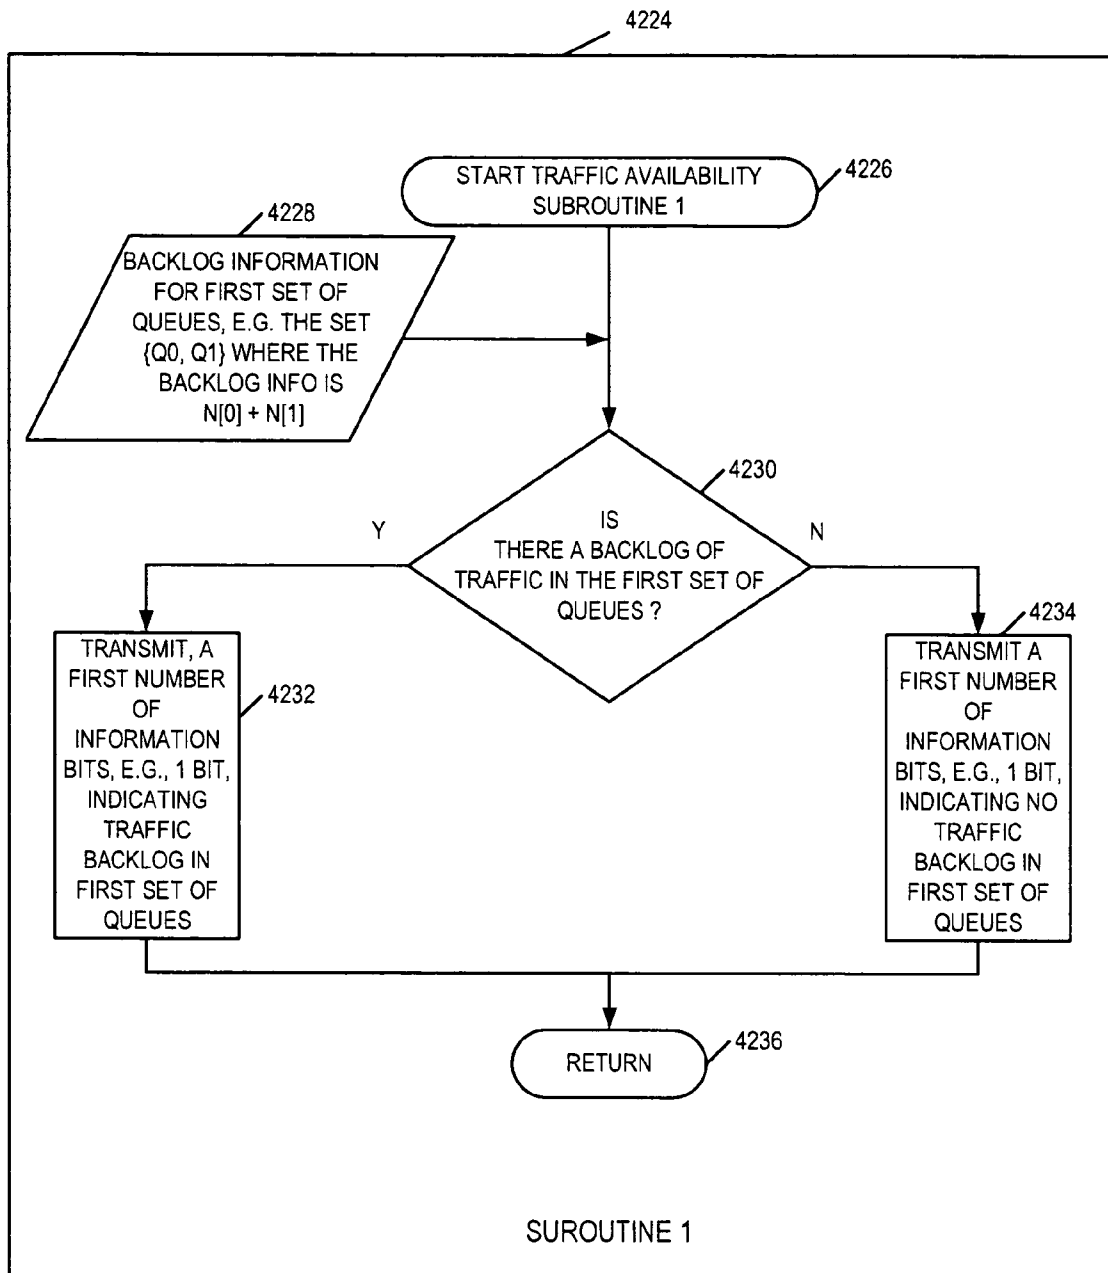 4224
START TRAFFIC AVAILABILITY
SUBROUTINE 1
4226
4228
BACKLOG INFORMATION
FOR FIRST SET OF
QUEUES, E.G. THE SET
{Q0, Q1} WHERE THE
BACKLOG INFO IS
N[0] + N[1]
4230
IS
THERE A BACKLOG OF
TRAFFIC IN THE FIRST SET OF
QUEUES ?
Y
N
TRANSMIT, A
FIRST NUMBER
OF
INFORMATION
BITS, E.G., 1 BIT,
INDICATING
TRAFFIC
BACKLOG IN
FIRST SET OF
QUEUES
4232
4234
TRANSMIT A
FIRST NUMBER
OF
INFORMATION
BITS, E.G., 1 BIT,
INDICATING NO
TRAFFIC
BACKLOG IN
FIRST SET OF
QUEUES
RETURN
4236
SUROUTINE 1